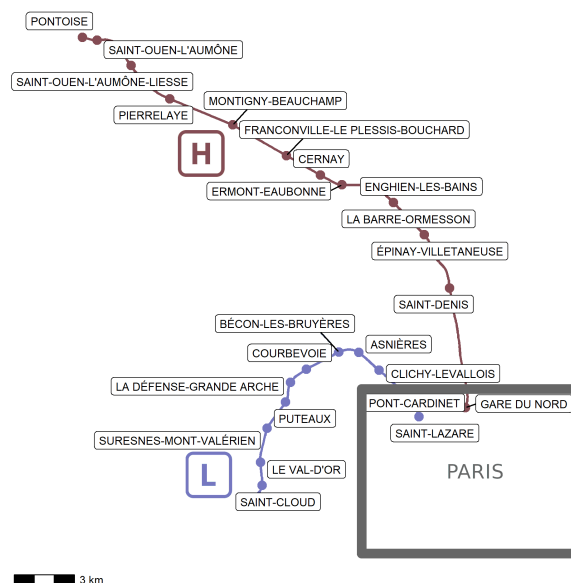 PONTOISE
SAINT-OUEN-L'AUMÔNE
SAINT-OUEN-L'AUMÔNE-LIESSE
MONTIGNY-BEAUCHAMP
PIERRELAYE
FRANCONVILLE-LE PLESSIS-BOUCHARD
H
CERNAY
ENGHIEN-LES-BAINS
ERMONT-EAUBONNE
LA BARRE-ORMESSON
ÉPINAY-VILLETANEUSE
SAINT-DENIS
BÉCON-LES-BRUYÈRES
ASNIÈRES
COURBEVOIE
CLICHY-LEVALLOIS
LA DÉFENSE-GRANDE ARCHE
PONT-CARDINET
GARE DU NORD
PUTEAUX
SAINT-LAZARE
SURESNES-MONT-VALÉRIEN
LE VAL-D'OR
PARIS
L
SAINT-CLOUD
3 km